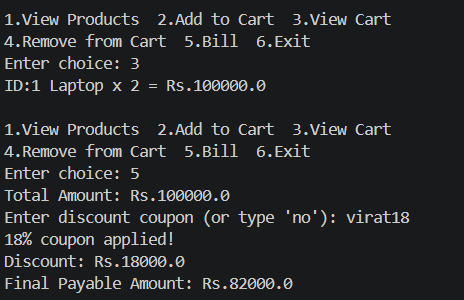 1.View Products  2.Add to Cart  3.View Cart
4.Remove from Cart  5.Bill  6.Exit
Enter choice: 3
ID:1 Laptop x 2 = Rs.100000.0

1.View Products  2.Add to Cart  3.View Cart
4.Remove from Cart  5.Bill  6.Exit
Enter choice: 5
Total Amount: Rs.100000.0
Enter discount coupon (or type 'no'): virat18
18% coupon applied!
Discount: Rs.18000.0
Final Payable Amount: Rs.82000.0